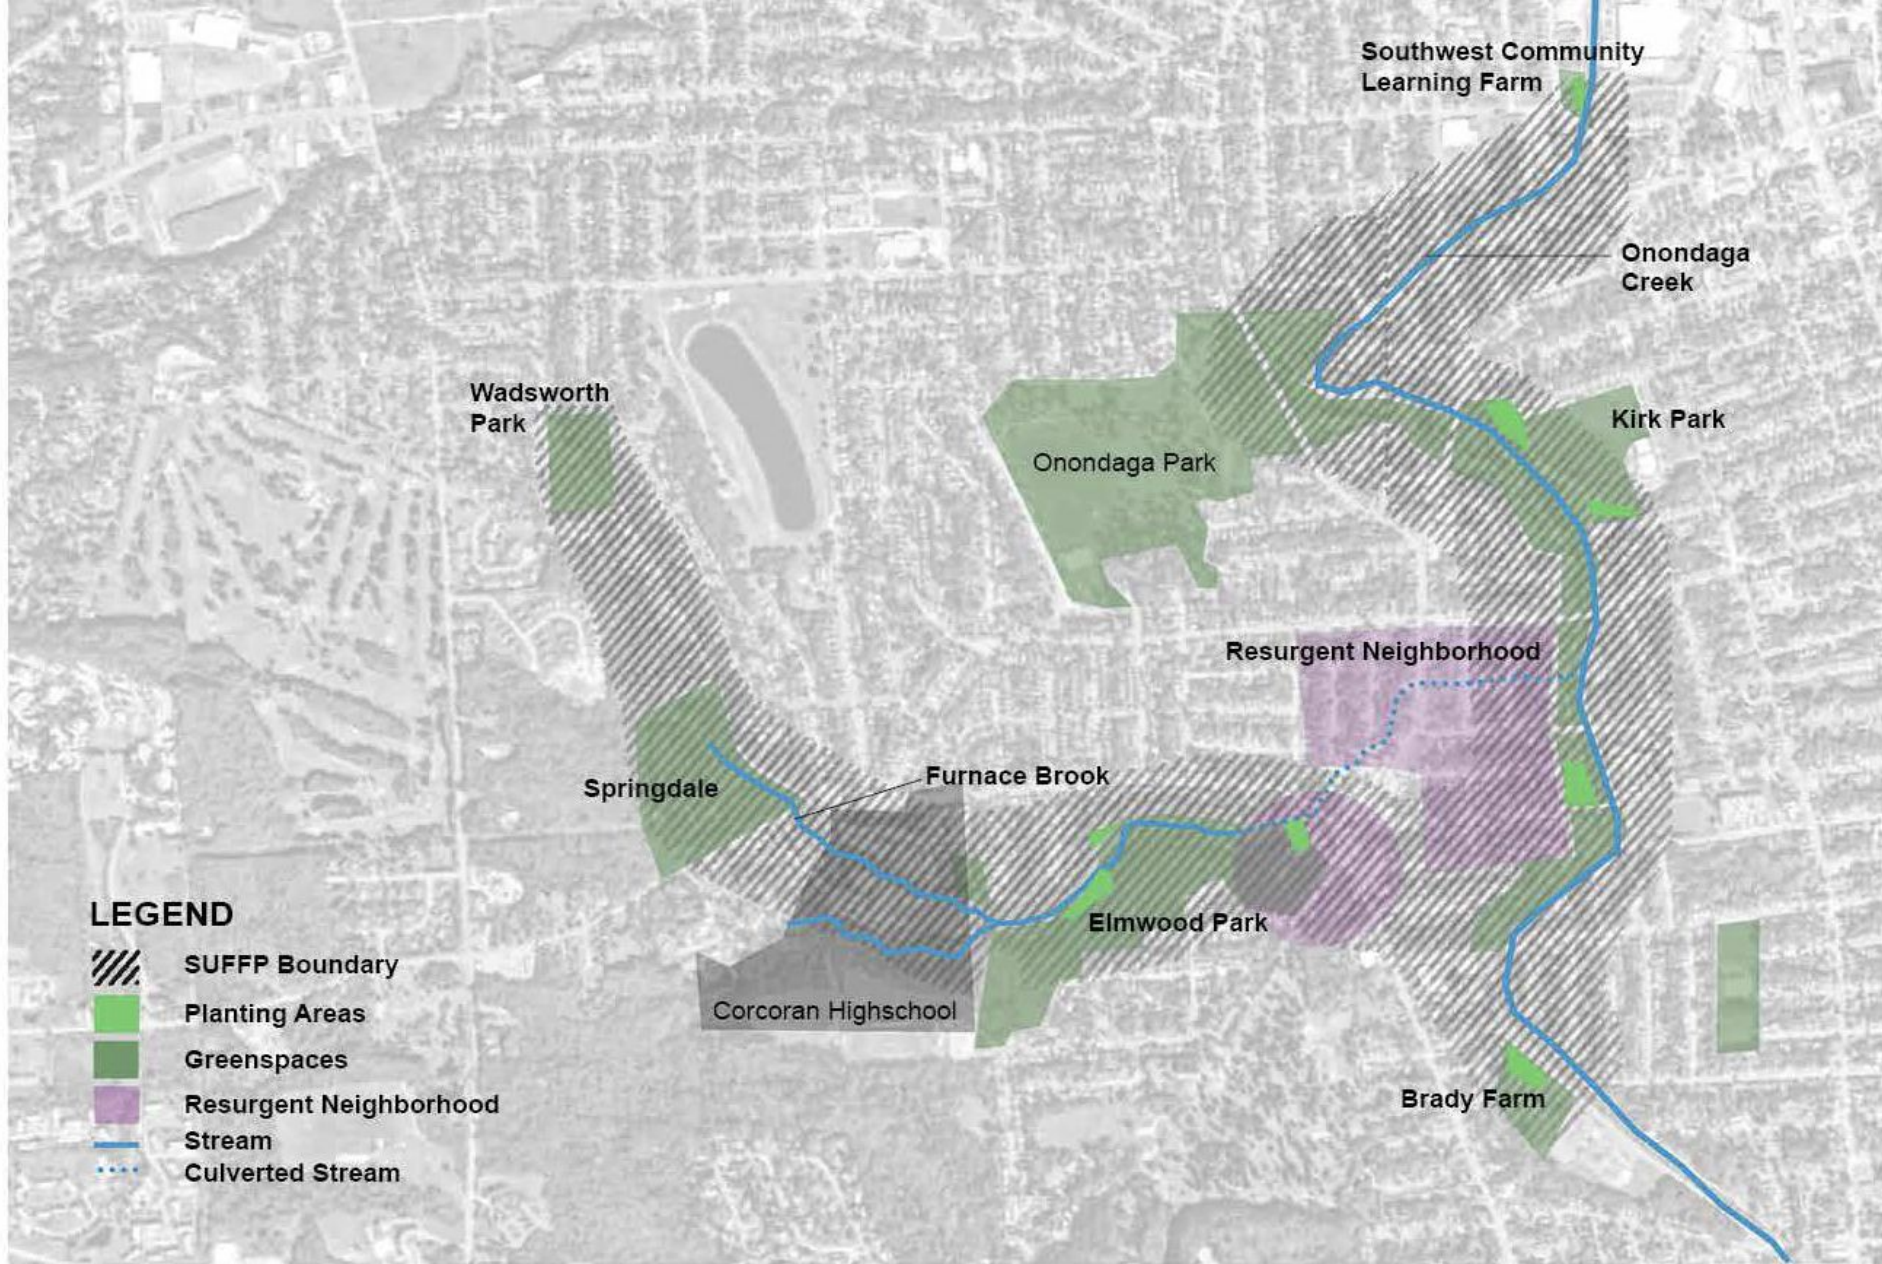 Southwest Community
Learning Farm
Onondaga
Creek
Wadsworth
Park
Kirk Park
Onondaga Park
Resurgent Neighborhood
Furnace Brook
Springdale
Elmwood Park
Corcoran Highschool
Brady Farm
LEGEND
SUFFP Boundary
Planting Areas
Greenspaces
Resurgent Neighborhood
Stream
Culverted Stream